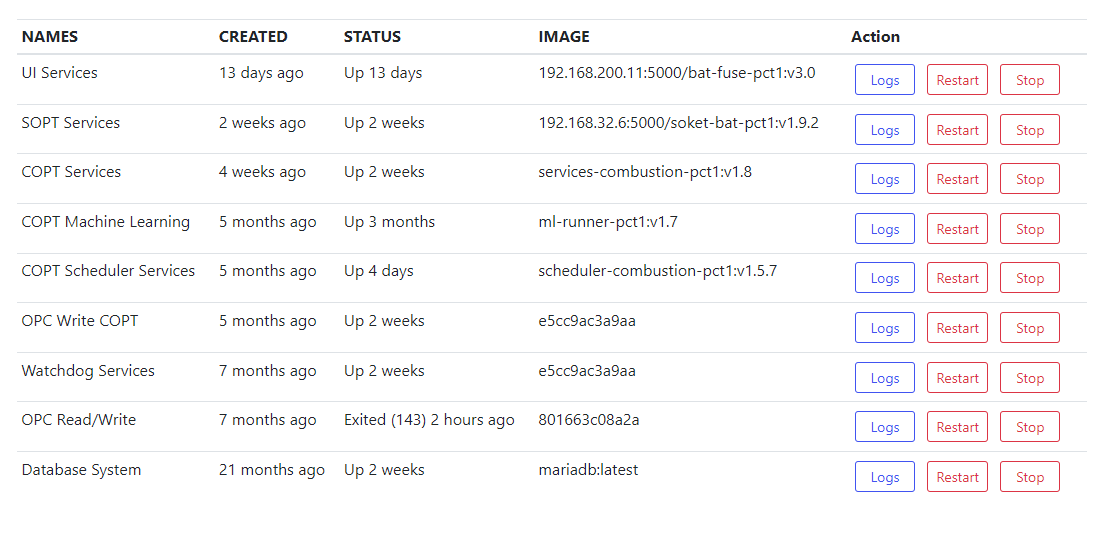 NAMES CREATED STATUS IMAGE Action
UI Services 13 days ago Up 13 days 192.168.200.11:5000/bat-fuse-pct1:v3.0 Logs Restart Stop
SOPT Services 2 weeks ago Up 2 weeks 192.168.32.6:5000/soket-bat-pct1:v1.9.2 Logs Restart Stop
COPT Services 4 weeks ago Up 2 weeks services-combustion-pct1:v1.8 Logs Restart Stop
COPT Machine Learning 5 months ago Up 3 months ml-runner-pct1:v1.7 Logs Restart Stop
COPT Scheduler Services 5 months ago Up 4 days scheduler-combustion-pct1:v1.5.7 Logs Restart Stop
OPC Write COPT 5 months ago Up 2 weeks e5cc9ac3a9aa Logs Restart Stop
Watchdog Services 7 months ago Up 2 weeks e5cc9ac3a9aa Logs Restart Stop
OPC Read/Write 7 months ago Exited (143) 2 hours ago 801663c08a2a Logs Restart Stop
Database System 21 months ago Up 2 weeks mariadb:latest Logs Restart Stop